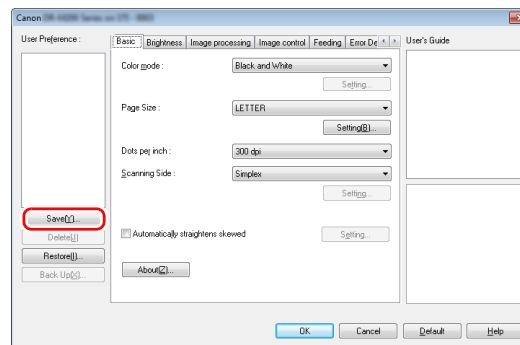 Canon
User Preference :
Basic Brightness Image processing Image control Feeding Error De
User's Guide
Color mode :
Black and White
Setting...
Page Size :
LETTER
Setting(B)...
Dots per inch :
300 dpi
Scanning Side :
Simplex
Setting...
Save(Y)...
Delete(J)
Restore(I)...
Back Up(X)...
Automatically straightens skewed
Setting...
About(Z)...
OK
Cancel
Default
Help